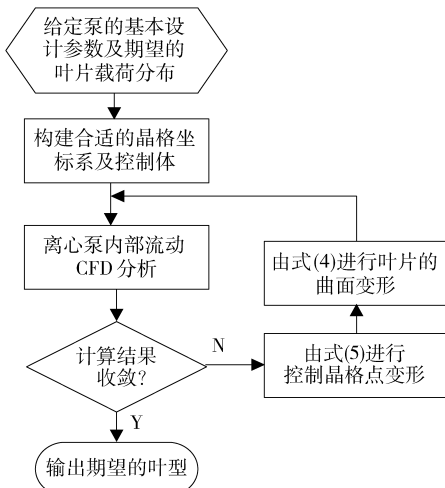 给定泵的基本设
计参数及期望的
叶片载荷分布
构建合适的晶格坐
标系及控制体
离心泵内部流动
CFD分析
由式(4)进行叶片的
曲面变形
计算结果
收敛?
N
由式(5)进行
控制晶格点变形
Y
输出期望的叶型